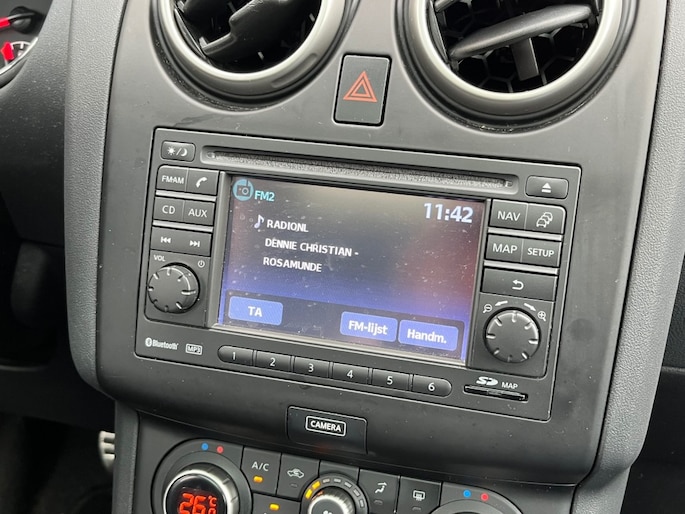 FM-AM
CD AUX
VOL
Bluetooth MP3
FM2
11:42
RADIONL
DENNIE CHRISTIAN -
ROSAMUNDE
TA FM-lijst Handm.
NAV
MAP SETUP
1 2 3 4 5 6
SD MAP
CAMERA
A/C
26.°C